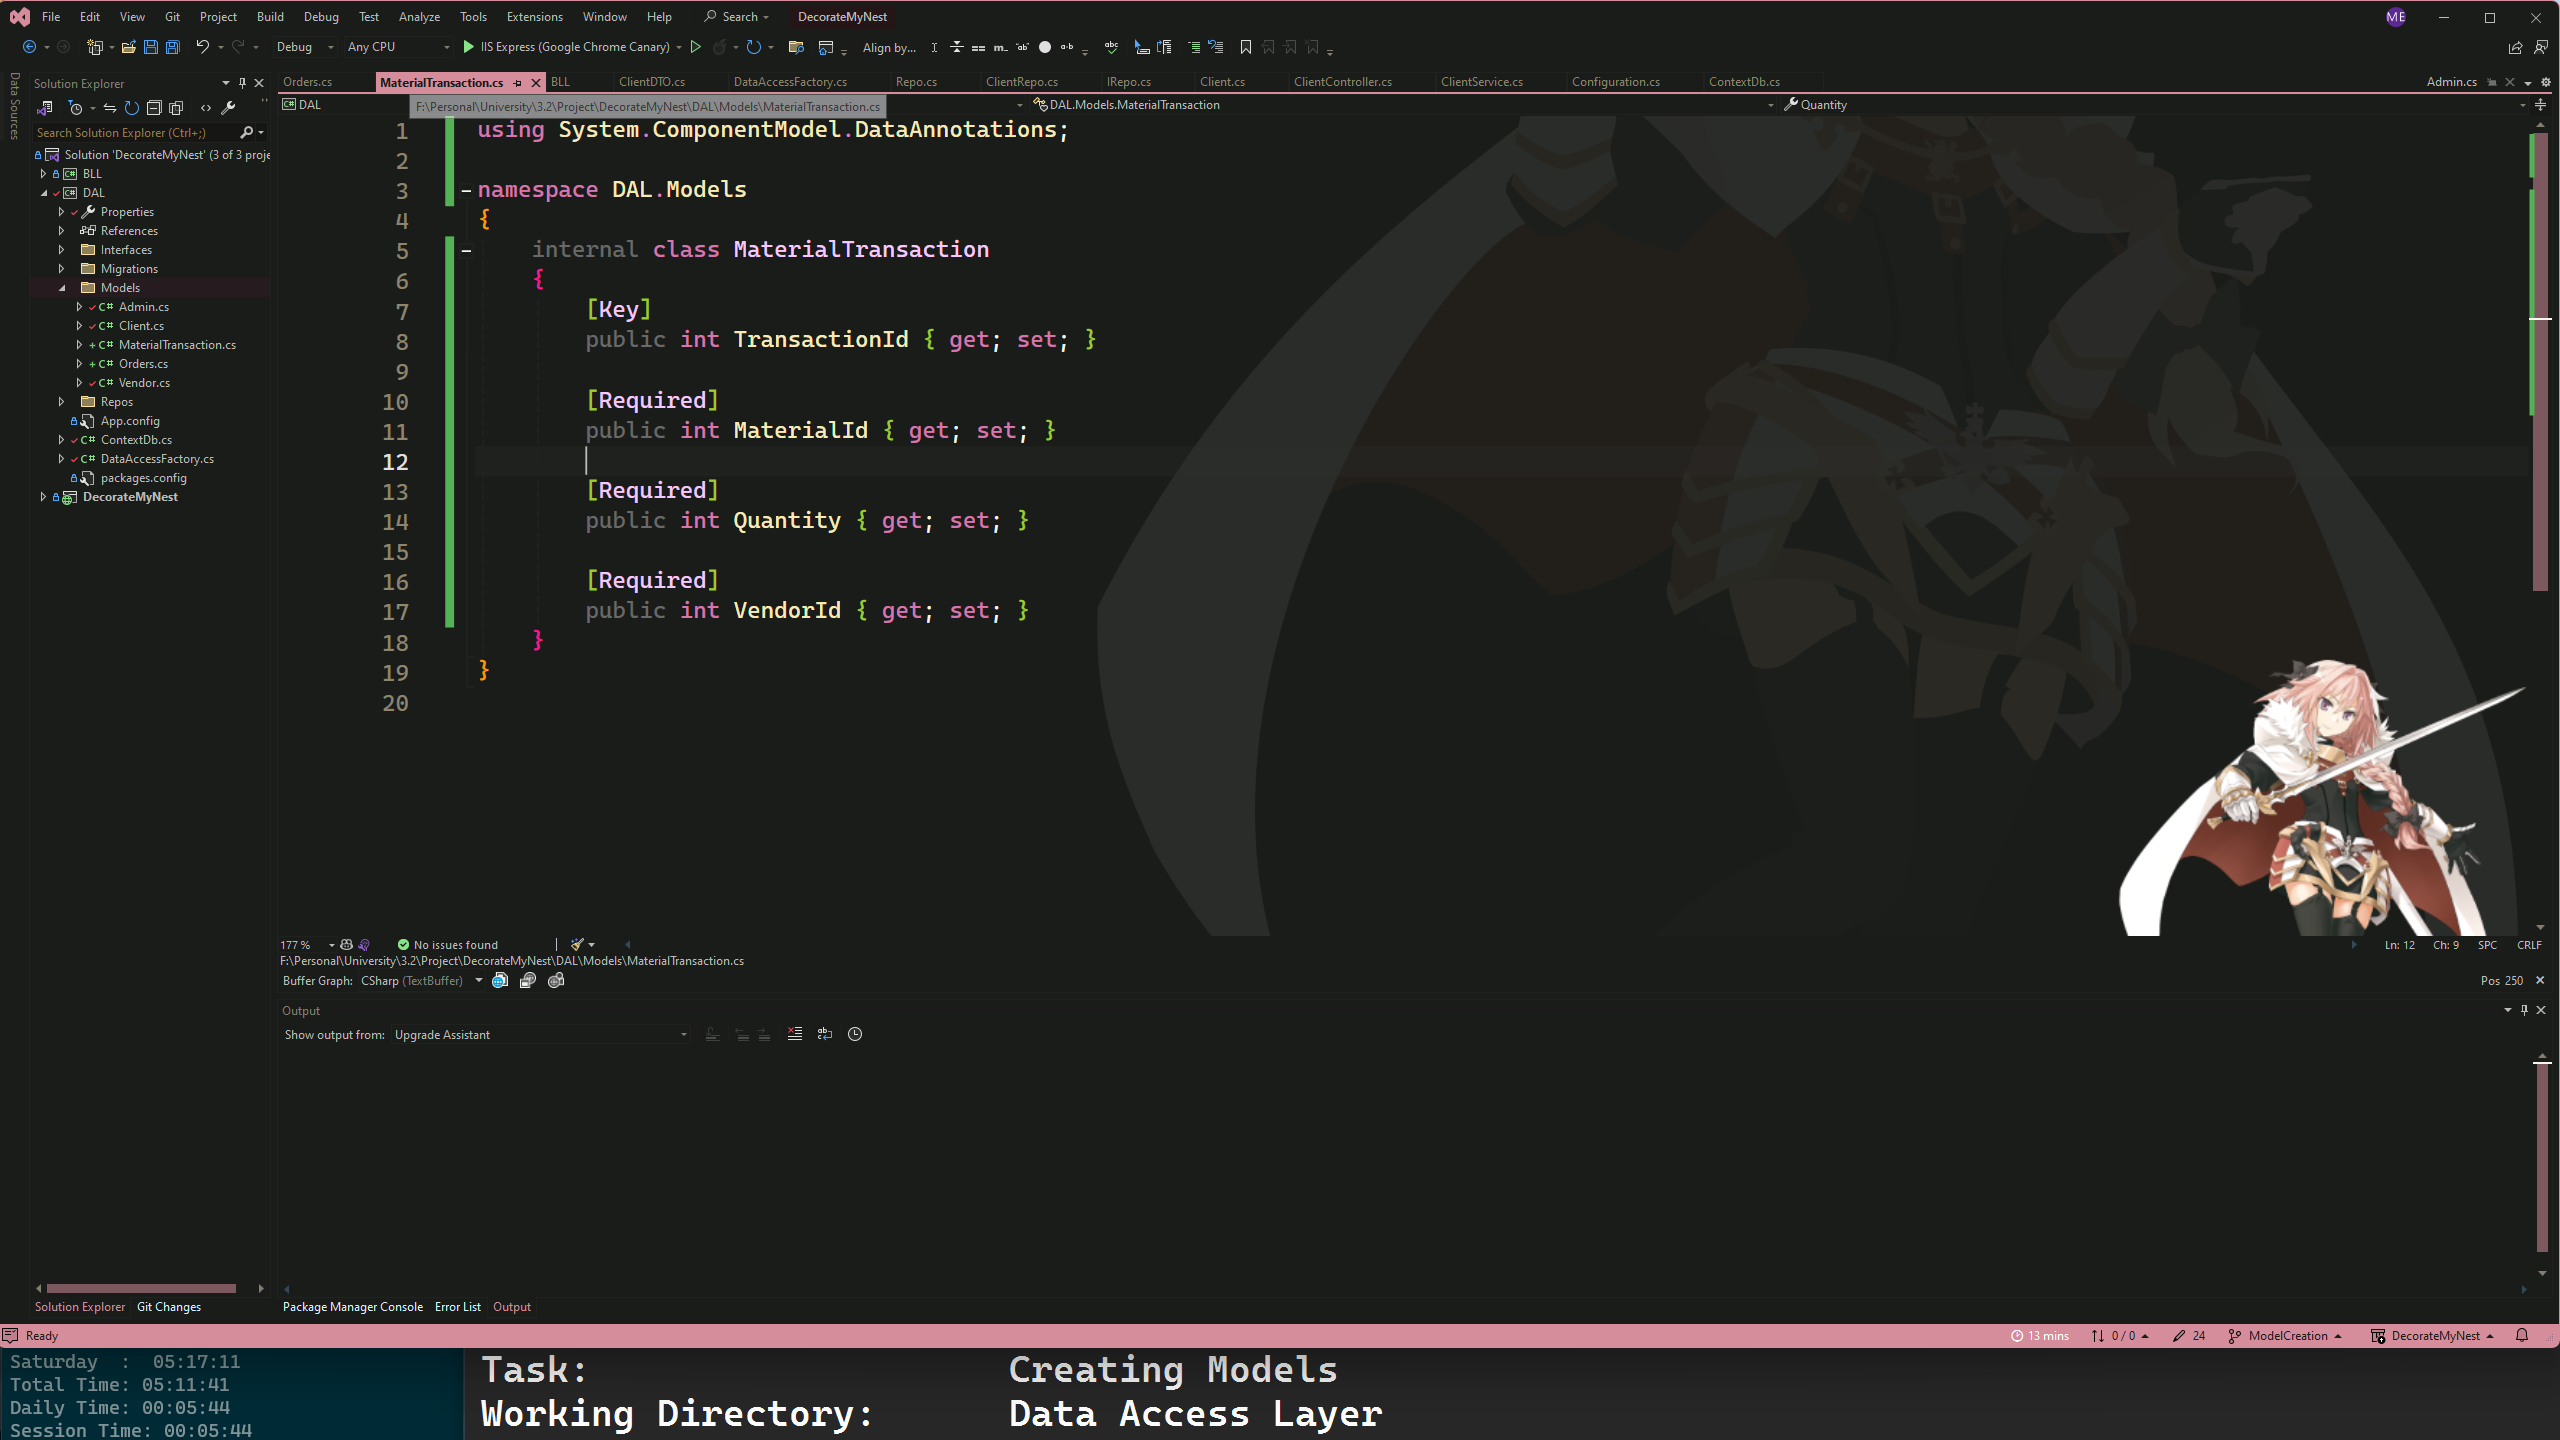 File Edit View Git Project Build Debug Test Analyze Tools Extensions Window Help Search DecorateMyNest ME
Debug Any CPU IIS Express (Google Chrome Canary) Align by...
Data Sources
Solution Explorer
Orders.cs MaterialTransaction.cs BLL ClientDTO.cs DataAccessFactory.cs Repo.cs ClientRepo.cs IRepo.cs Client.cs ClientController.cs ClientService.cs Configuration.cs ContextDb.cs Admin.cs
DAL F:\Personal\University\3.2\Project\DecorateMyNest\DAL\Models\MaterialTransaction.cs DAL.Models.MaterialTransaction Quantity
Search Solution Explorer (Ctrl+;)
Solution 'DecorateMyNest' (3 of 3 proje
BLL
DAL
Properties
References
Interfaces
Migrations
Models
Admin.cs
Client.cs
MaterialTransaction.cs
Orders.cs
Vendor.cs
Repos
App.config
ContextDb.cs
DataAccessFactory.cs
packages.config
DecorateMyNest
1 using System.ComponentModel.DataAnnotations;
2
3 namespace DAL.Models
4 {
5 internal class MaterialTransaction
6 {
7 [Key]
8 public int TransactionId { get; set; }
9
10 [Required]
11 public int MaterialId { get; set; }
12
13 [Required]
14 public int Quantity { get; set; }
15
16 [Required]
17 public int VendorId { get; set; }
18 }
19 }
20
177 % No issues found Ln: 12 Ch: 9 SPC CRLF
F:\Personal\University\3.2\Project\DecorateMyNest\DAL\Models\MaterialTransaction.cs
Buffer Graph: CSharp (TextBuffer) Pos 250
Output
Show output from: Upgrade Assistant
Solution Explorer Git Changes Package Manager Console Error List Output
Ready 13 mins 0 / 0 24 ModelCreation DecorateMyNest
Saturday : 05:17:11
Total Time: 05:11:41
Daily Time: 00:05:44
Session Time: 00:05:44
Task: Creating Models
Working Directory: Data Access Layer